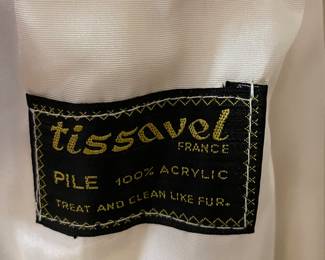 tissavel
FRANCE
PILE 100% ACRYLIC
TREAT AND CLEAN LIKE FUR.